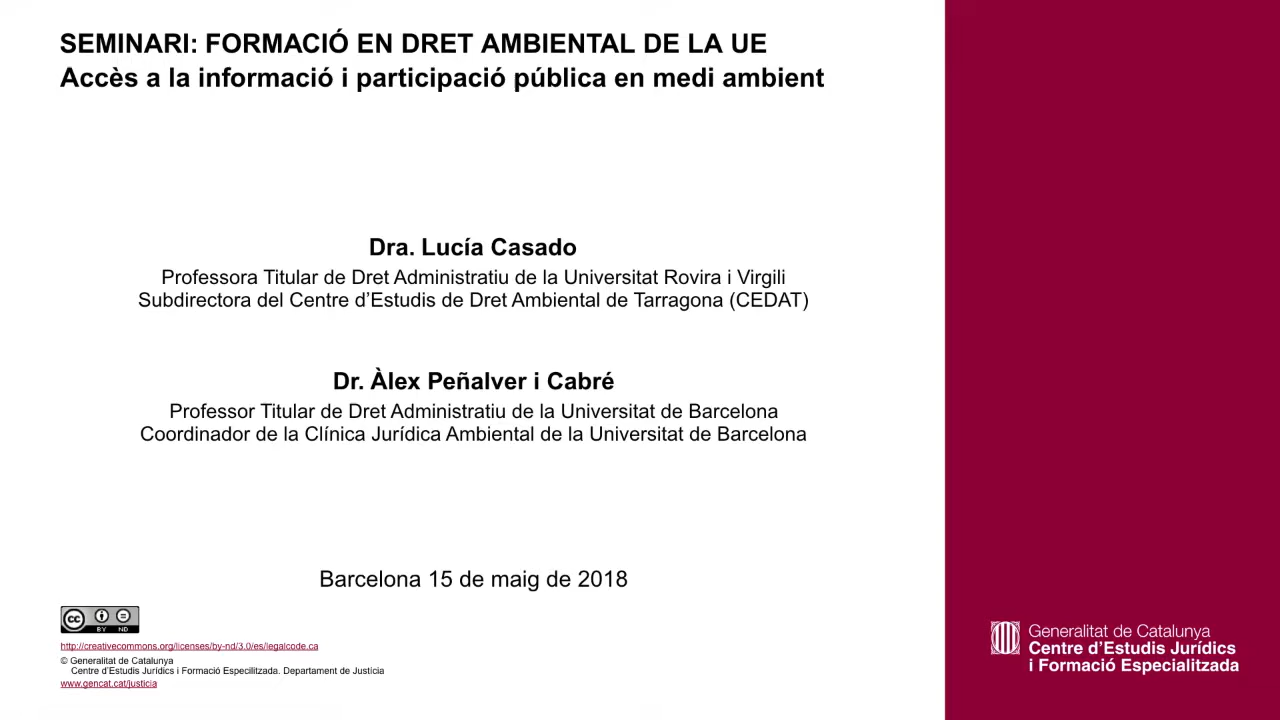 SEMINARI: FORMACIÓ EN DRET AMBIENTAL DE LA UE
Accès a la informació i participació pública en medi ambient
Dra. Lucía Casado
Professora Titular de Dret Administratiu de la Universitat Rovira i Virgili
Subdirectora del Centre d’Estudis de Dret Ambiental de Tarragona (CEDAT)
Dr. Àlex Peñalver i Cabré
Professor Titular de Dret Administratiu de la Universitat de Barcelona
Coordinador de la Clínica Jurídica Ambiental de la Universitat de Barcelona
Barcelona 15 de maig de 2018
cc BY ND
http://creativecommons.org/licenses/by-nd/3.0/es/legalcode.ca
© Generalitat de Catalunya
Centre d’Estudis Jurídics i Formació Especilitzada. Departament de Justícia
www.gencat.cat/justicia
Generalitat de Catalunya
Centre d’Estudis Jurídics
i Formació Especialitzada